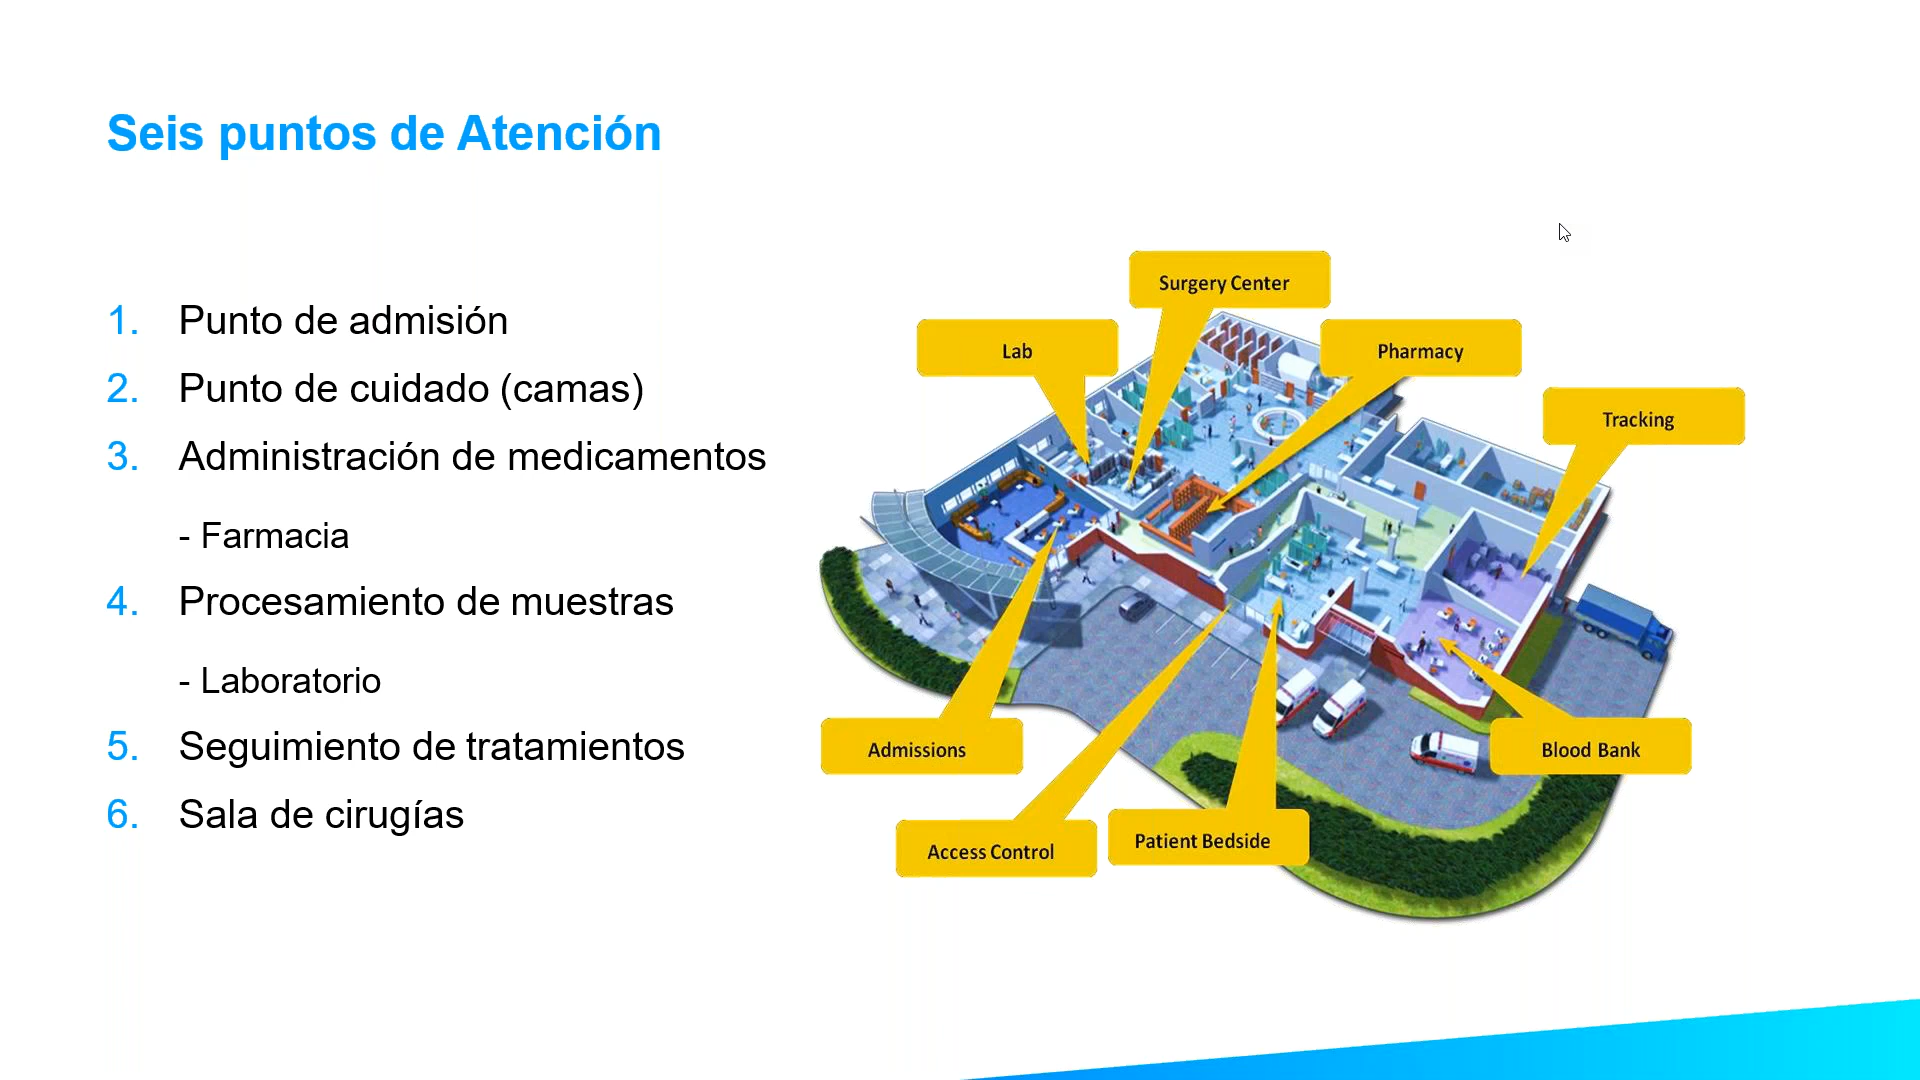 Seis puntos de Atención
1. Punto de admisión
2. Punto de cuidado (camas)
3. Administración de medicamentos
- Farmacia
4. Procesamiento de muestras
- Laboratorio
5. Seguimiento de tratamientos
6. Sala de cirugías
Surgery Center
Lab
Pharmacy
Tracking
Admissions
Blood Bank
Access Control
Patient Bedside